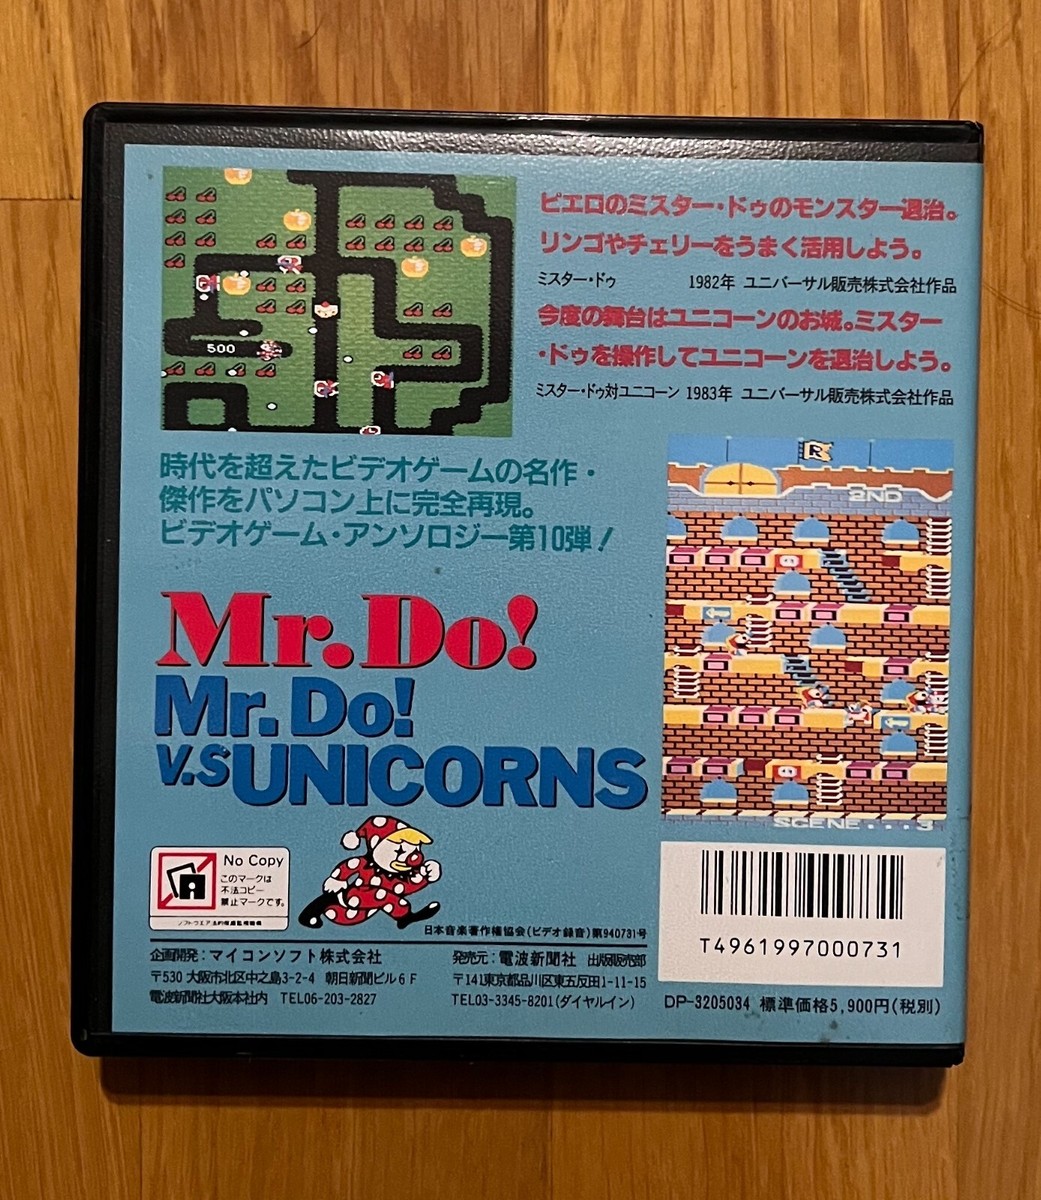 ピエロのミスター・ドゥのモンスター退治。
リンゴやチェリーをうまく活用しよう。
ミスター・ドゥ 1982年 ユニバーサル販売株式会社作品
今度の舞台はユニコーンのお城。ミスター
・ドゥを操作してユニコーンを退治しよう。
ミスター・ドゥ対ユニコーン 1983年 ユニバーサル販売株式会社作品
500
時代を超えたビデオゲームの名作・
傑作をパソコン上に完全再現。
ビデオゲーム・アンソロジー第10弾!
R
2ND
SCENE...3
Mr.Do!
Mr.Do!
V.S UNICORNS
No Copy
このマークは
不法コピー
禁止マークです。
日本音楽著作権協会(ビデオ録音)第940731号
企画開発:マイコンソフト株式会社
〒530 大阪市北区中之島3-2-4 朝日新聞ビル6F
電波新聞社大阪本社内 TEL06-203-2827
発売元:電波新聞社 出版販売部
〒141東京都品川区東五反田1-11-15
TEL03-3345-8201(ダイヤルイン)
T4961997000731
DP-3205034 標準価格5,900円(税別)